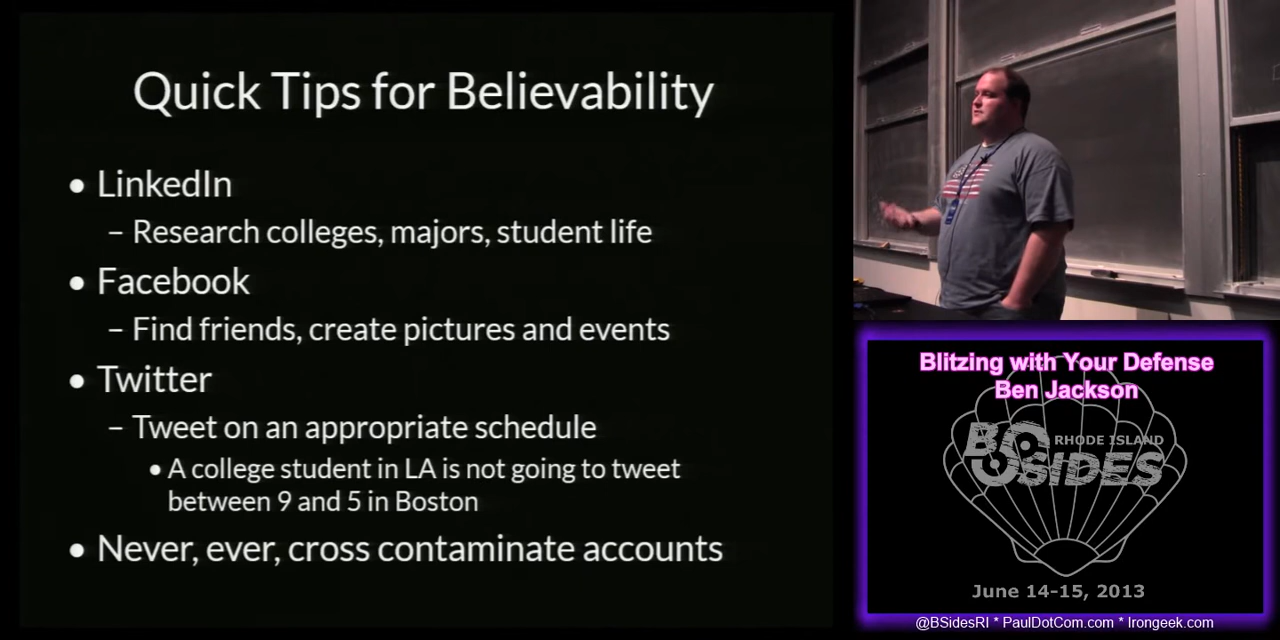 Quick Tips for Believability
• LinkedIn
– Research colleges, majors, student life
• Facebook
– Find friends, create pictures and events
• Twitter
– Tweet on an appropriate schedule
• A college student in LA is not going to tweet
between 9 and 5 in Boston
• Never, ever, cross contaminate accounts
Blitzing with Your Defense
Ben Jackson
BSIDES
RHODE ISLAND
June 14-15, 2013
@BSidesRI * PaulDotCom.com * Irongeek.com